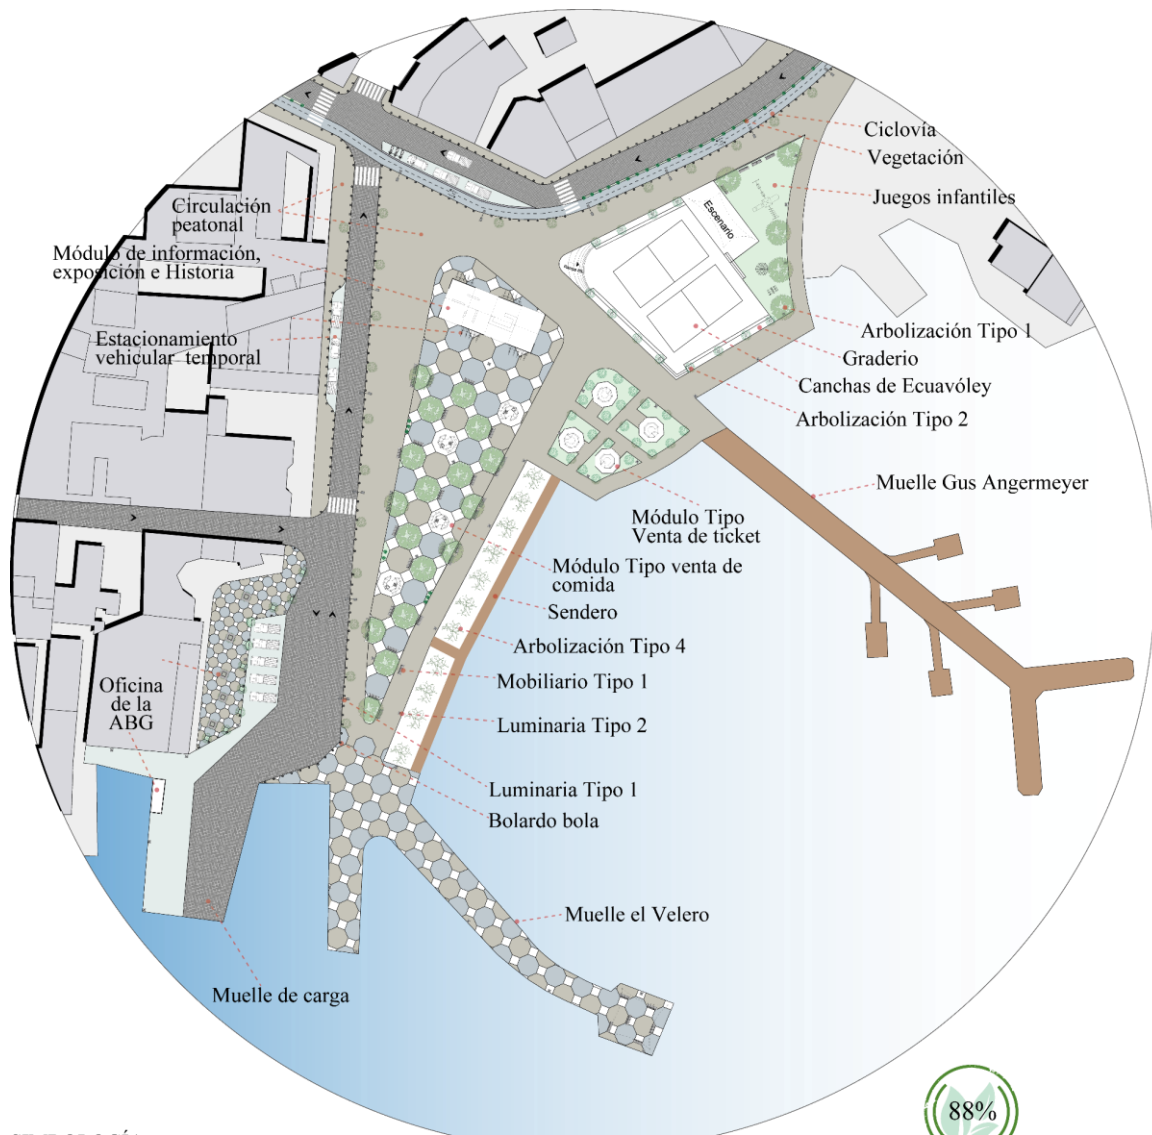 Ciclovía
Vegetación
Juegos infantiles
Circulación
peatonal
Escenario
Módulo de información,
exposición e Historia
Estacionamiento
vehicular temporal
Arbolización Tipo 1
Graderio
Canchas de Ecuavóley
Arbolización Tipo 2
Muelle Gus Angermeyer
Módulo Tipo
Venta de ticket
Módulo Tipo venta de
comida
Sendero
Arbolización Tipo 4
Oficina
de la
ABG
Mobiliario Tipo 1
Luminaria Tipo 2
Luminaria Tipo 1
Bolardo bola
Muelle el Velero
Muelle de carga
88%